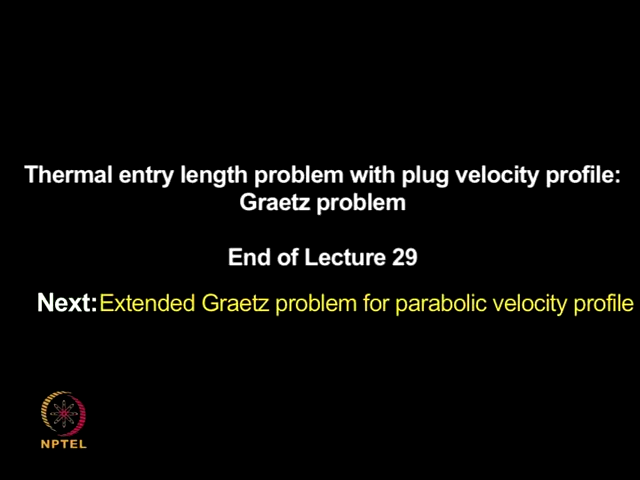 Thermal entry length problem with plug velocity profile:
Graetz problem
End of Lecture 29
Next:Extended Graetz problem for parabolic velocity profile
NPTEL